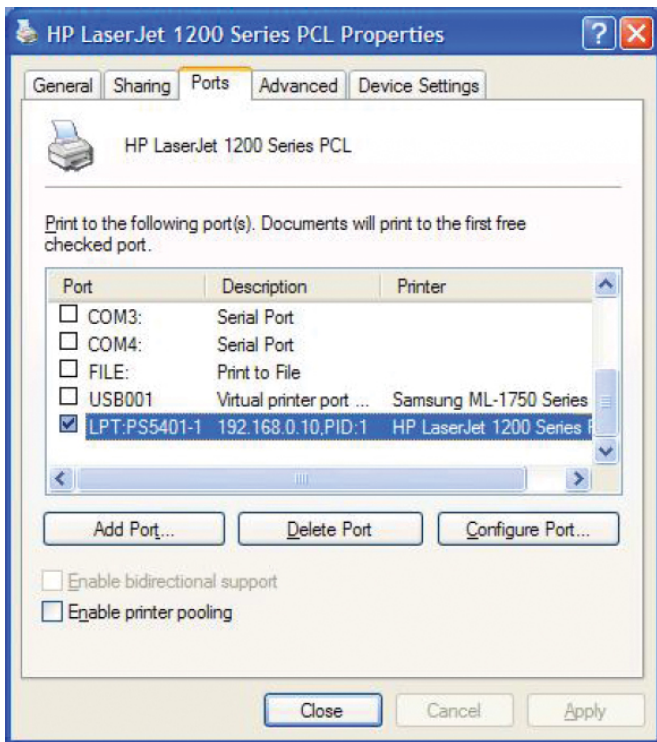 HP LaserJet 1200 Series PCL Properties
General Sharing Ports Advanced Device Settings
HP LaserJet 1200 Series PCL
Print to the following port(s). Documents will print to the first free
checked port.
Port Description Printer
COM3: Serial Port
COM4: Serial Port
FILE: Print to File
USB001 Virtual printer port ... Samsung ML-1750 Series
LPT:PS5401-1 192.168.0.10,PID:1 HP LaserJet 1200 Series
Add Port... Delete Port Configure Port...
Enable bidirectional support
Enable printer pooling
Close Cancel Apply